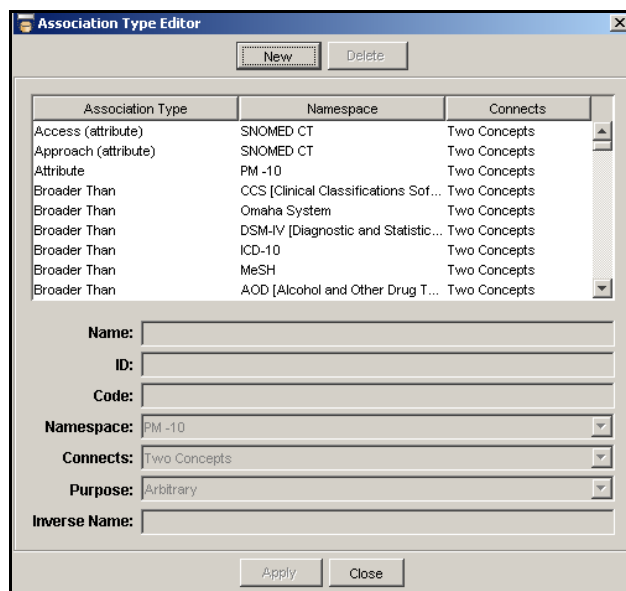 Association Type Editor
New Delete
Association Type Namespace Connects
Access (attribute) SNOMED CT Two Concepts
Approach (attribute) SNOMED CT Two Concepts
Attribute PM -10 Two Concepts
Broader Than CCS [Clinical Classifications Sof... Two Concepts
Broader Than Omaha System Two Concepts
Broader Than DSM-IV [Diagnostic and Statistic... Two Concepts
Broader Than ICD-10 Two Concepts
Broader Than MeSH Two Concepts
Broader Than AOD [Alcohol and Other Drug T... Two Concepts
Name:
ID:
Code:
Namespace: PM -10
Connects: Two Concepts
Purpose: Arbitrary
Inverse Name:
Apply Close